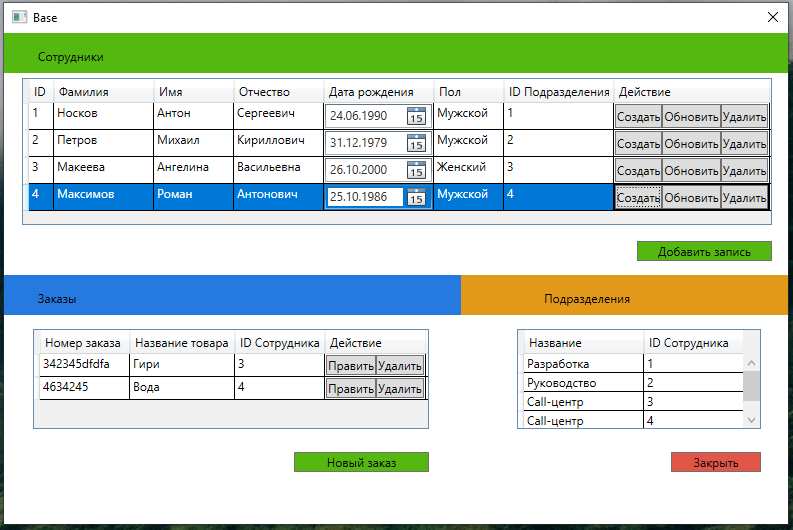 Base
Сотрудники
ID Фамилия Имя Отчество Дата рождения Пол ID Подразделения Действие
1 Носков Антон Сергеевич 24.06.1990 15 Мужской 1 Создать Обновить Удалить
2 Петров Михаил Кириллович 31.12.1979 15 Мужской 2 Создать Обновить Удалить
3 Макеева Ангелина Васильевна 26.10.2000 15 Женский 3 Создать Обновить Удалить
4 Максимов Роман Антонович 25.10.1986 15 Мужской 4 Создать Обновить Удалить
Добавить запись
Заказы
Номер заказа Название товара ID Сотрудника Действие
342345dfdfa Гири 3 Править Удалить
4634245 Вода 4 Править Удалить
Новый заказ
Подразделения
Название ID Сотрудника
Разработка 1
Руководство 2
Call-центр 3
Call-центр 4
Закрыть